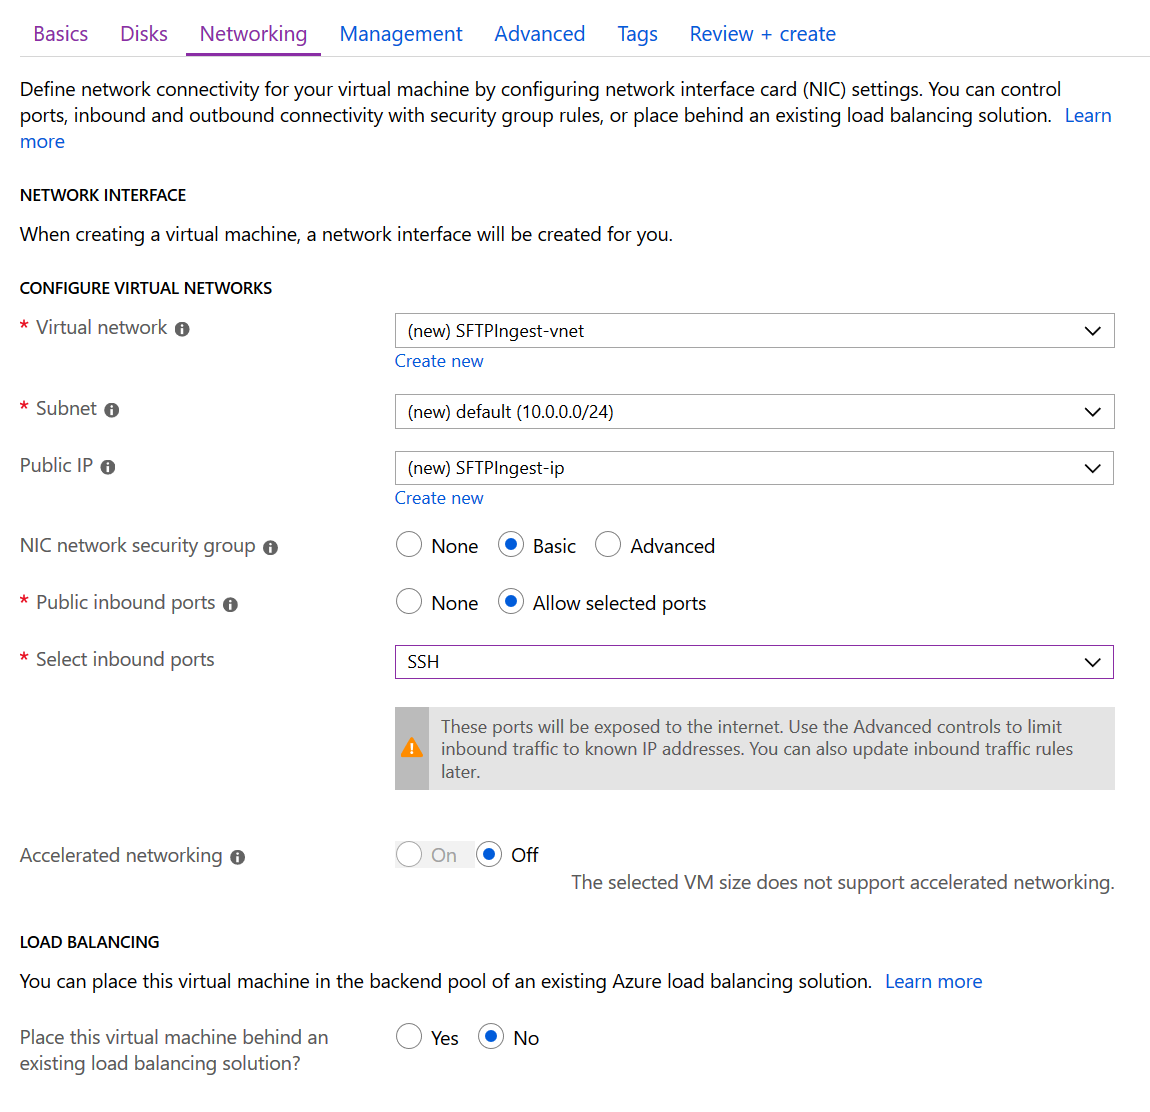 Basics Disks Networking Management Advanced Tags Review + create
Define network connectivity for your virtual machine by configuring network interface card (NIC) settings. You can control
ports, inbound and outbound connectivity with security group rules, or place behind an existing load balancing solution. Learn
more
NETWORK INTERFACE
When creating a virtual machine, a network interface will be created for you.
CONFIGURE VIRTUAL NETWORKS
* Virtual network
(new) SFTPIngest-vnet
Create new
* Subnet
(new) default (10.0.0.0/24)
Public IP
(new) SFTPIngest-ip
Create new
NIC network security group
None Basic Advanced
* Public inbound ports
None Allow selected ports
* Select inbound ports
SSH
These ports will be exposed to the internet. Use the Advanced controls to limit
inbound traffic to known IP addresses. You can also update inbound traffic rules
later.
Accelerated networking
On Off
The selected VM size does not support accelerated networking.
LOAD BALANCING
You can place this virtual machine in the backend pool of an existing Azure load balancing solution. Learn more
Place this virtual machine behind an
existing load balancing solution?
Yes No